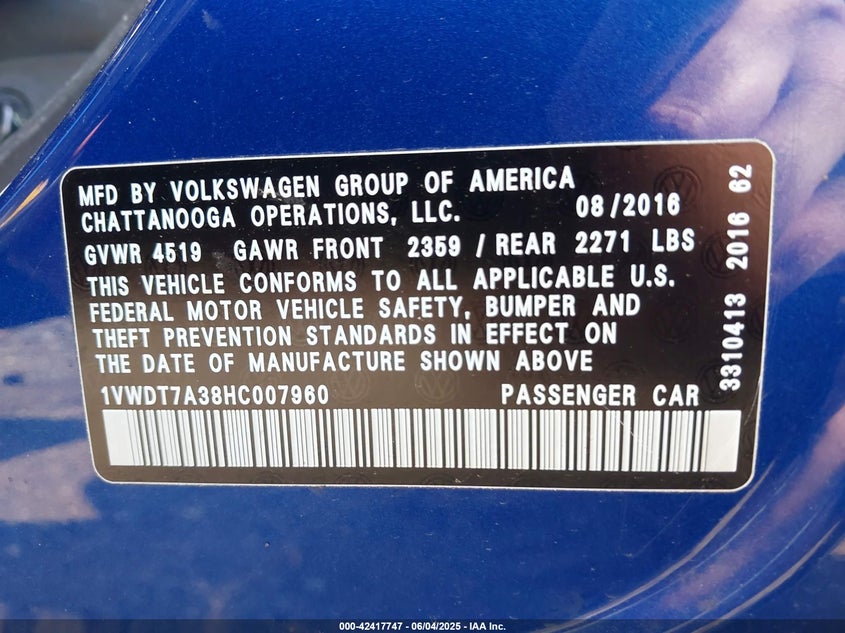 MFD BY VOLKSWAGEN GROUP OF AMERICA
CHATTANOOGA OPERATIONS, LLC. 08/2016
GVWR 4519 GAWR FRONT 2359 / REAR 2271 LBS
THIS VEHICLE CONFORMS TO ALL APPLICABLE U.S.
FEDERAL MOTOR VEHICLE SAFETY, BUMPER AND
THEFT PREVENTION STANDARDS IN EFFECT ON
THE DATE OF MANUFACTURE SHOWN ABOVE
1VWDT7A38HC007960 PASSENGER CAR
3310413 2016 62
000-42417747 - 06/04/2025 - IAA Inc.